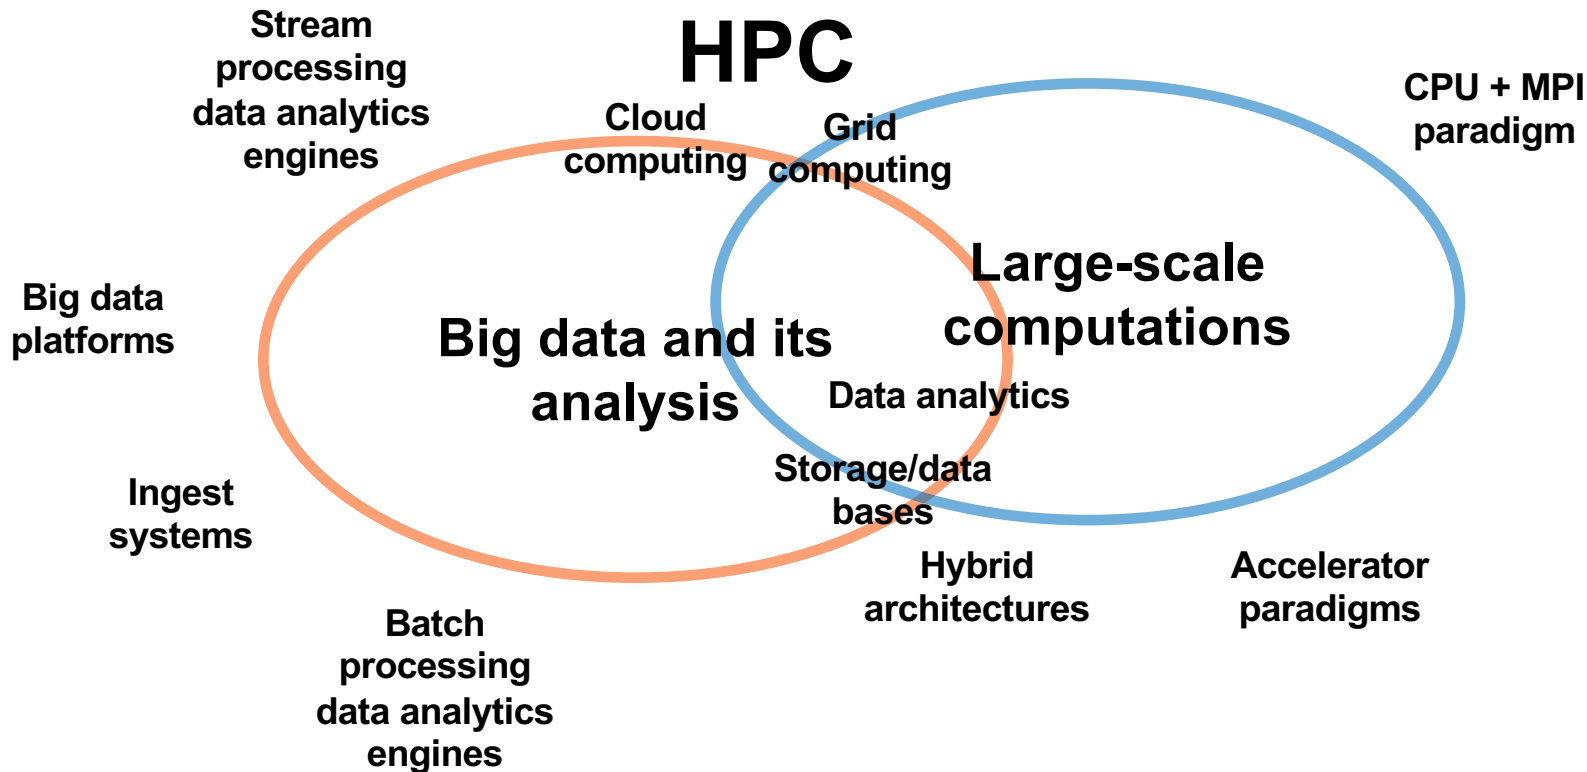 Stream
processing
data analytics
engines
HPC
Cloud
computing
Grid
computing
CPU + MPI
paradigm
Big data
platforms
Big data and its
analysis
Large-scale
computations
Data analytics
Storage/data
bases
Ingest
systems
Hybrid
architectures
Accelerator
paradigms
Batch
processing
data analytics
engines